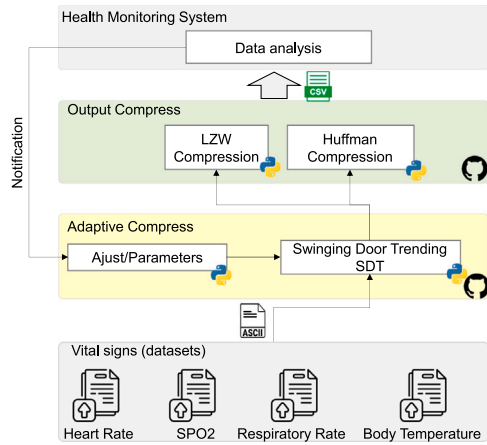 Health Monitoring System
Data analysis
CSV
Notification
Output Compress
LZW
Compression
Huffman
Compression
Adaptive Compress
Ajust/Parameters
Swinging Door Trending
SDT
ASCII
Vital signs (datasets)
Heart Rate
SPO2
Respiratory Rate
Body Temperature